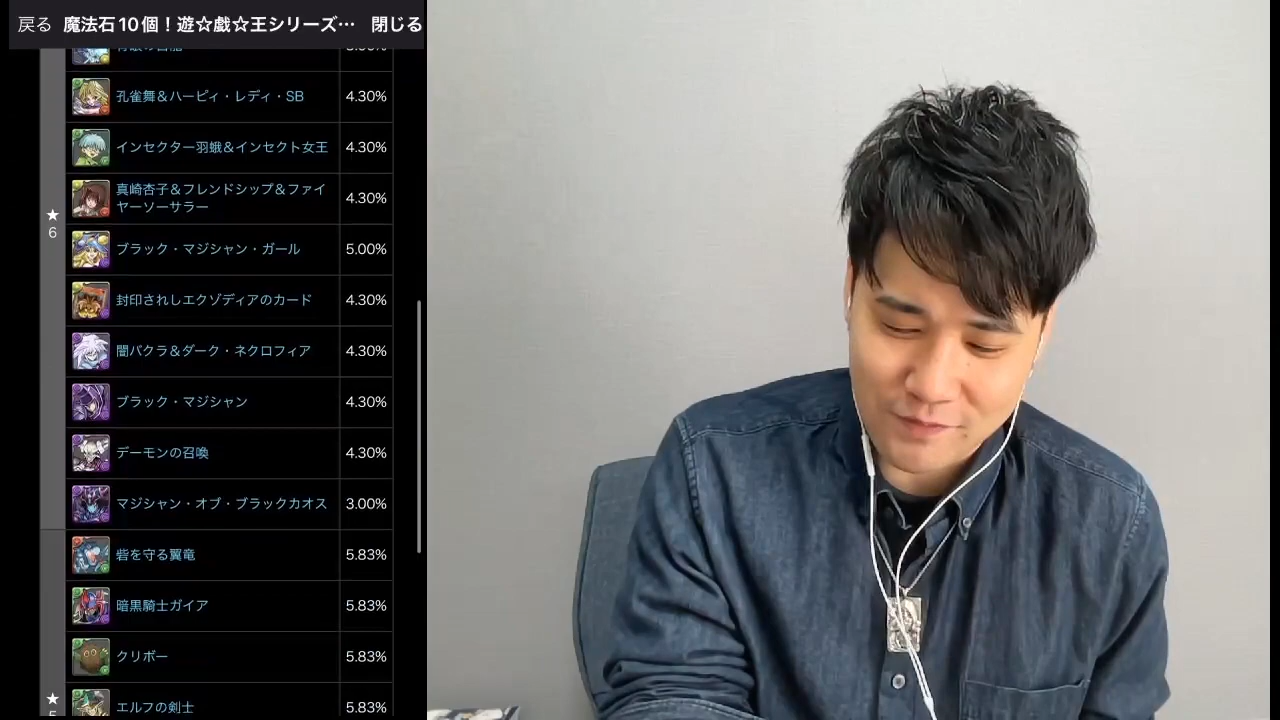 戻る 魔法石10個！遊☆戯☆王シリーズ… 閉じる
孔雀舞＆ハーピィ・レディ・SB 4.30%
インセクター羽蛾＆インセクト女王 4.30%
真崎杏子＆フレンドシップ＆ファイ
ヤーソーサラー 4.30%
★
6
ブラック・マジシャン・ガール 5.00%
封印されしエクゾディアのカード 4.30%
闇バクラ＆ダーク・ネクロフィア 4.30%
ブラック・マジシャン 4.30%
デーモンの召喚 4.30%
マジシャン・オブ・ブラックカオス 3.00%
砦を守る翼竜 5.83%
暗黒騎士ガイア 5.83%
クリボー 5.83%
★
エルフの剣士 5.83%